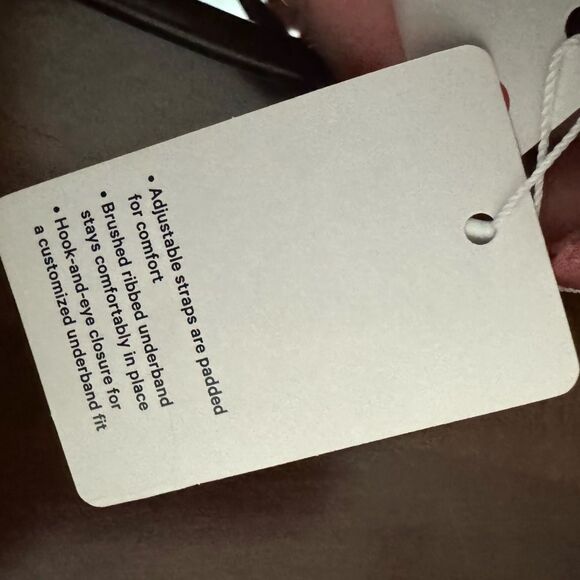 • Adjustable straps are padded
for comfort
• Brushed ribbed underband
stays comfortably in place
• Hook-and-eye closure for
a customized underband fit